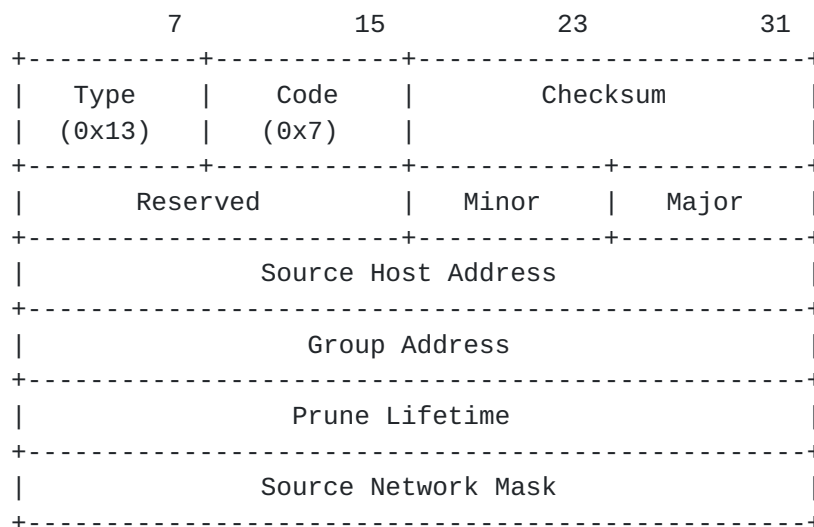 7 15 23 31
Type Code Checksum
(0x13) (0x7)
Reserved Minor Major
Source Host Address
Group Address
Prune Lifetime
Source Network Mask